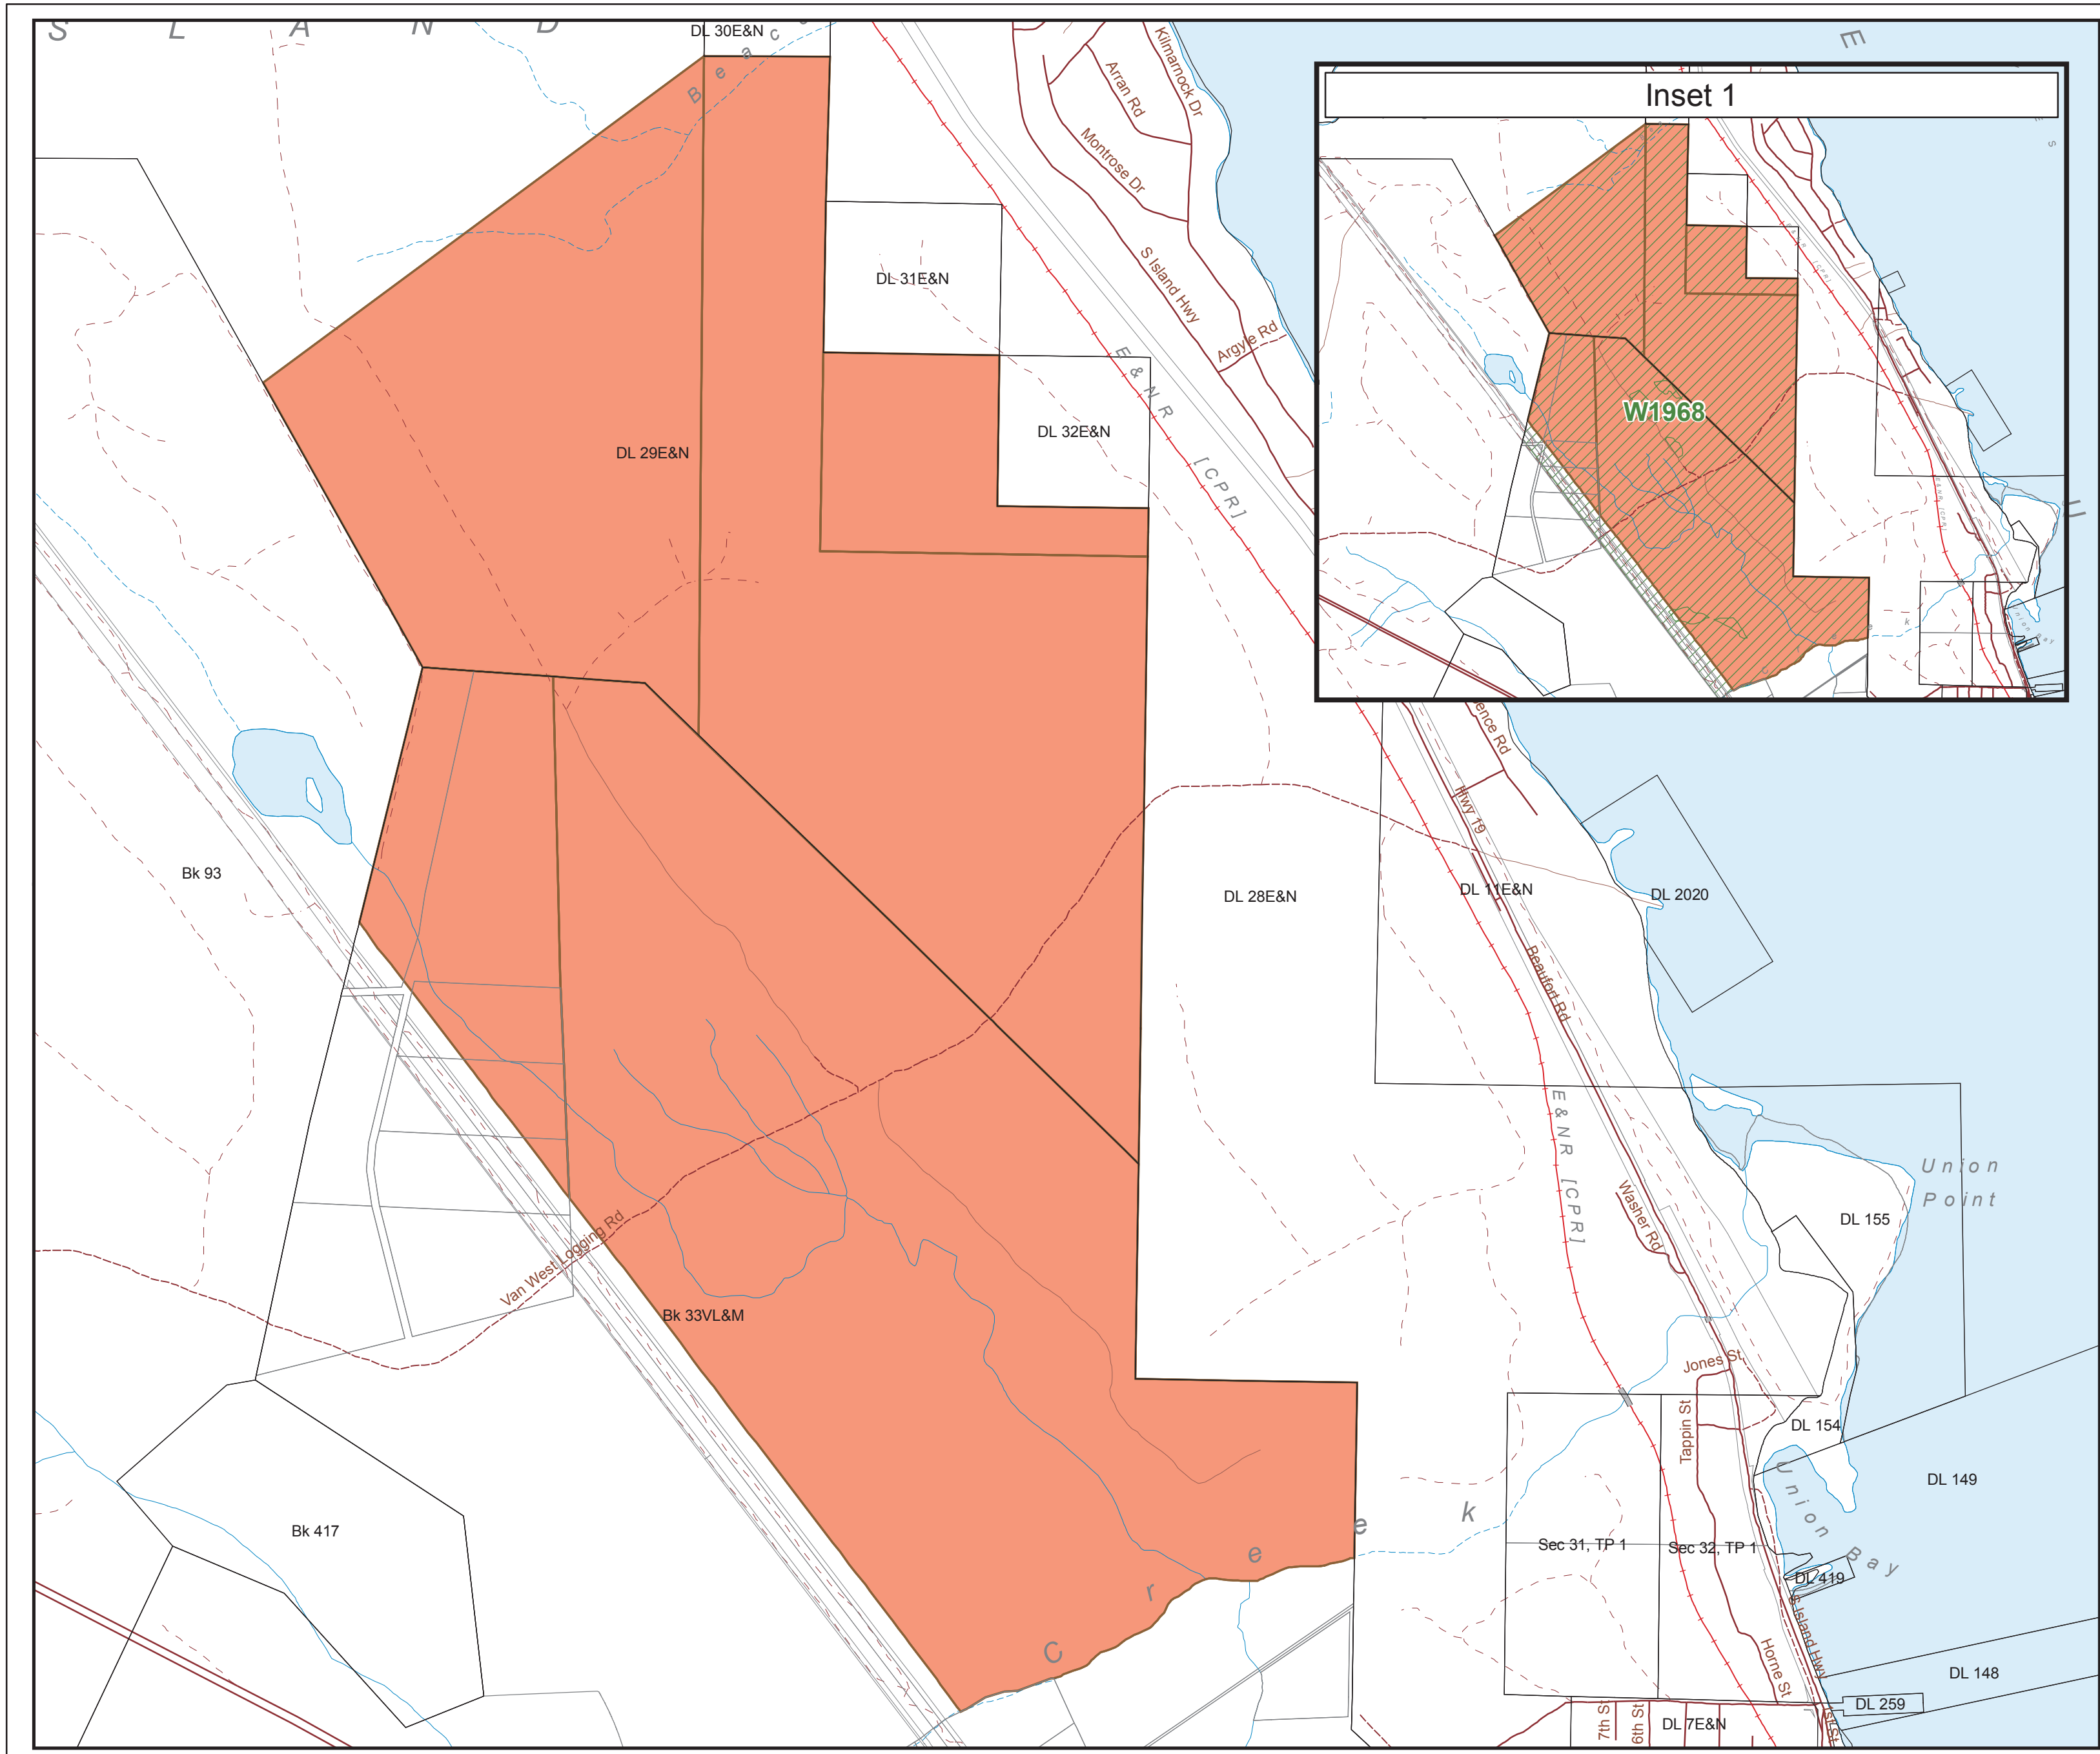 S L A N D
DL 30E&N
B e a c
Kilmarnock Dr
Arran Rd
Montrose Dr
S Island Hwy
Argyle Rd
E & N R [CPR]
E
Inset 1
W1968
DL 31E&N
DL 32E&N
DL 29E&N
ence Rd
Hwy 19
Bk 93
DL 28E&N
DL 11E&N
DL 2020
Beaufort Rd
E & N R [CPR]
Union
Point
DL 155
Washer Rd
Van West Logging Rd
Bk 33VL&M
Jones St
Tappin St
DL 154
DL 149
Union Bay
C r e e k
Bk 417
Sec 31, TP 1
Sec 32, TP 1
DL 419
S Island Hwy
Horne St
DL 148
DL 259
7th St
6th St
DL 7E&N